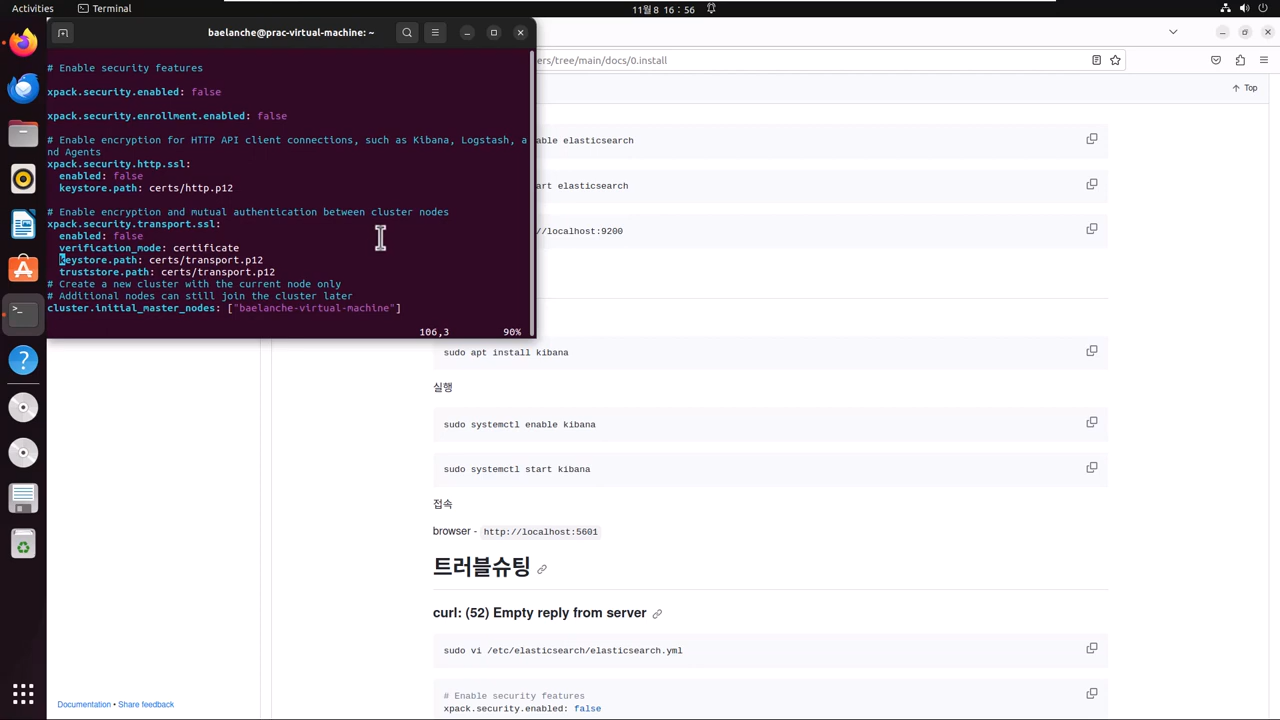 Activities
Terminal
11월 8 16 : 56
baelanche@prac-virtual-machine: ~
# Enable security features
xpack.security.enabled: false
xpack.security.enrollment.enabled: false
# Enable encryption for HTTP API client connections, such as Kibana, Logstash, a
nd Agents
xpack.security.http.ssl:
enabled: false
keystore.path: certs/http.p12
# Enable encryption and mutual authentication between cluster nodes
xpack.security.transport.ssl:
enabled: false
verification_mode: certificate
keystore.path: certs/transport.p12
truststore.path: certs/transport.p12
# Create a new cluster with the current node only
# Additional nodes can still join the cluster later
cluster.initial_master_nodes: ["baelanche-virtual-machine"]
106,3 90%
ers/tree/main/docs/0.install
Top
able elasticsearch
art elasticsearch
//localhost:9200
sudo apt install kibana
실행
sudo systemctl enable kibana
sudo systemctl start kibana
접속
browser - http://localhost:5601
트러블슈팅
curl: (52) Empty reply from server
sudo vi /etc/elasticsearch/elasticsearch.yml
# Enable security features
xpack.security.enabled: false
Documentation • Share feedback